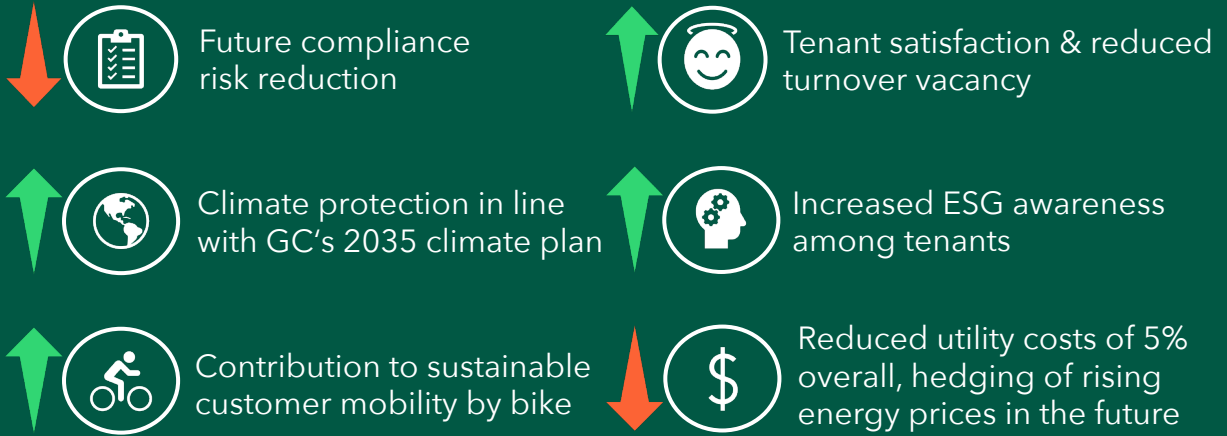 Future compliance
risk reduction
Tenant satisfaction & reduced
turnover vacancy
Climate protection in line
with GC‘s 2035 climate plan
Increased ESG awareness
among tenants
Contribution to sustainable
customer mobility by bike
$
Reduced utility costs of 5%
overall, hedging of rising
energy prices in the future